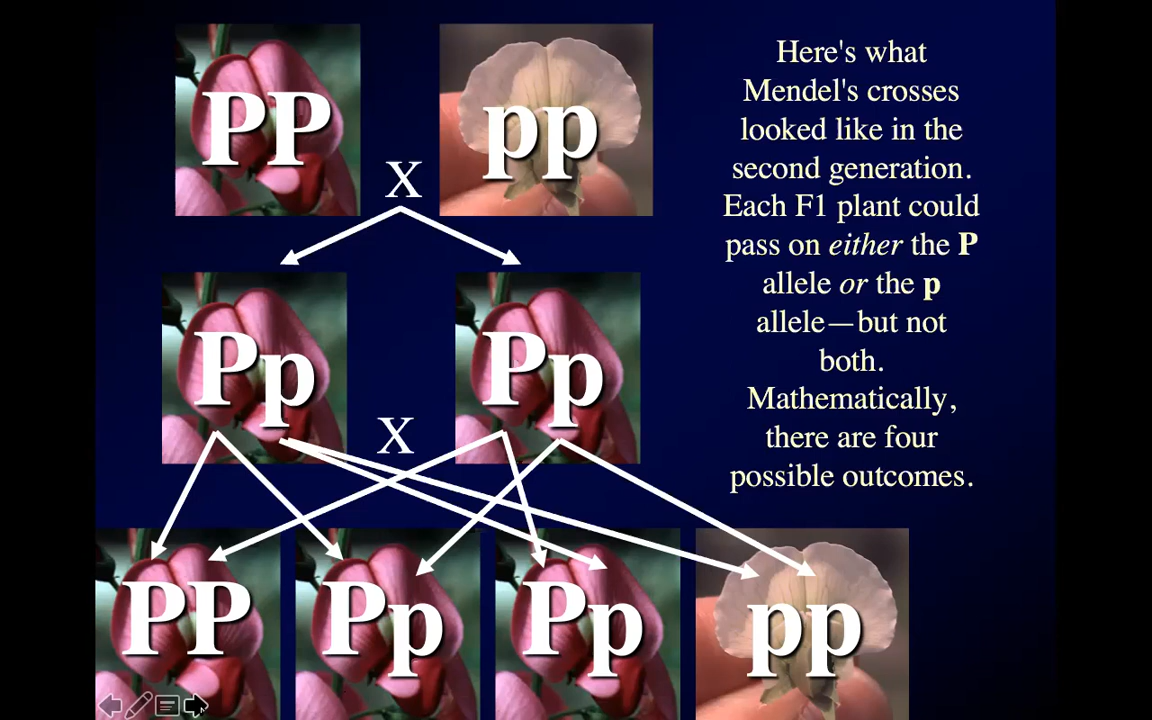 PP
pp
X
Pp
Pp
X
PP
Pp
Pp
pp
Here's what
Mendel's crosses
looked like in the
second generation.
Each F1 plant could
pass on either the P
allele or the p
allele—but not
both.
Mathematically,
there are four
possible outcomes.